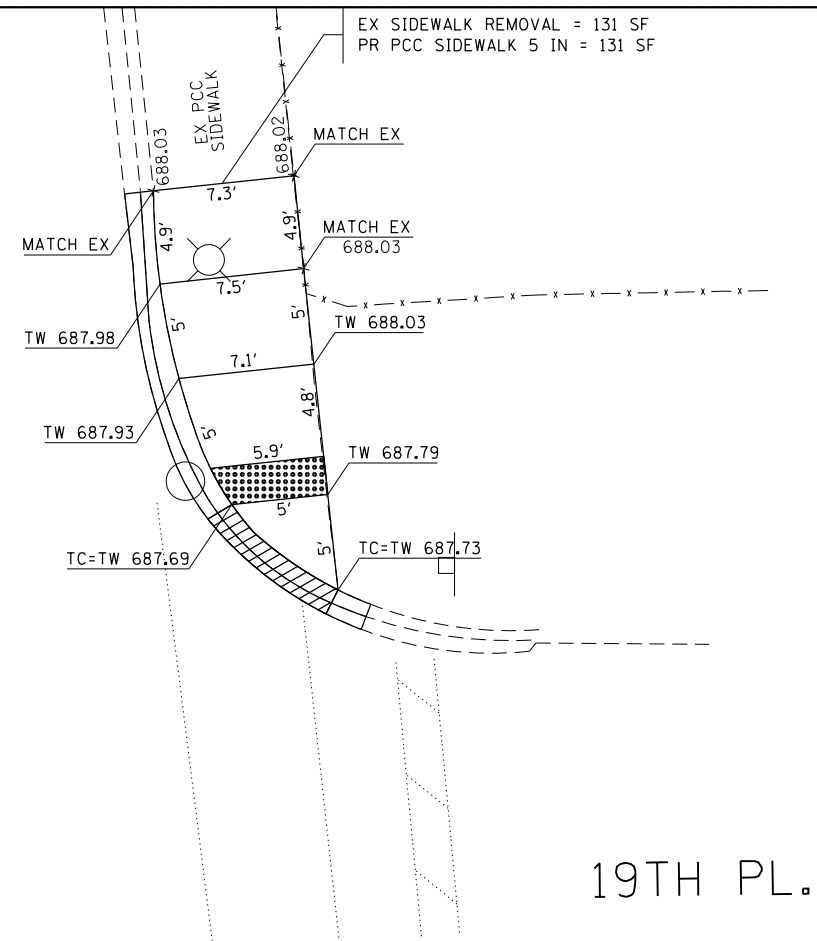 EX SIDEWALK REMOVAL = 131 SF
PR PCC SIDEWALK 5 IN = 131 SF
EX PCC
SIDEWALK
688.03
688.02
MATCH EX
7.3'
MATCH EX
4.9'
4.9'
MATCH EX
688.03
7.5'
5'
5'
TW 687.98
TW 688.03
7.1'
4.8'
TW 687.93
5'
5.9'
TW 687.79
5'
5'
TC=TW 687.69
TC=TW 687.73
19TH PL.